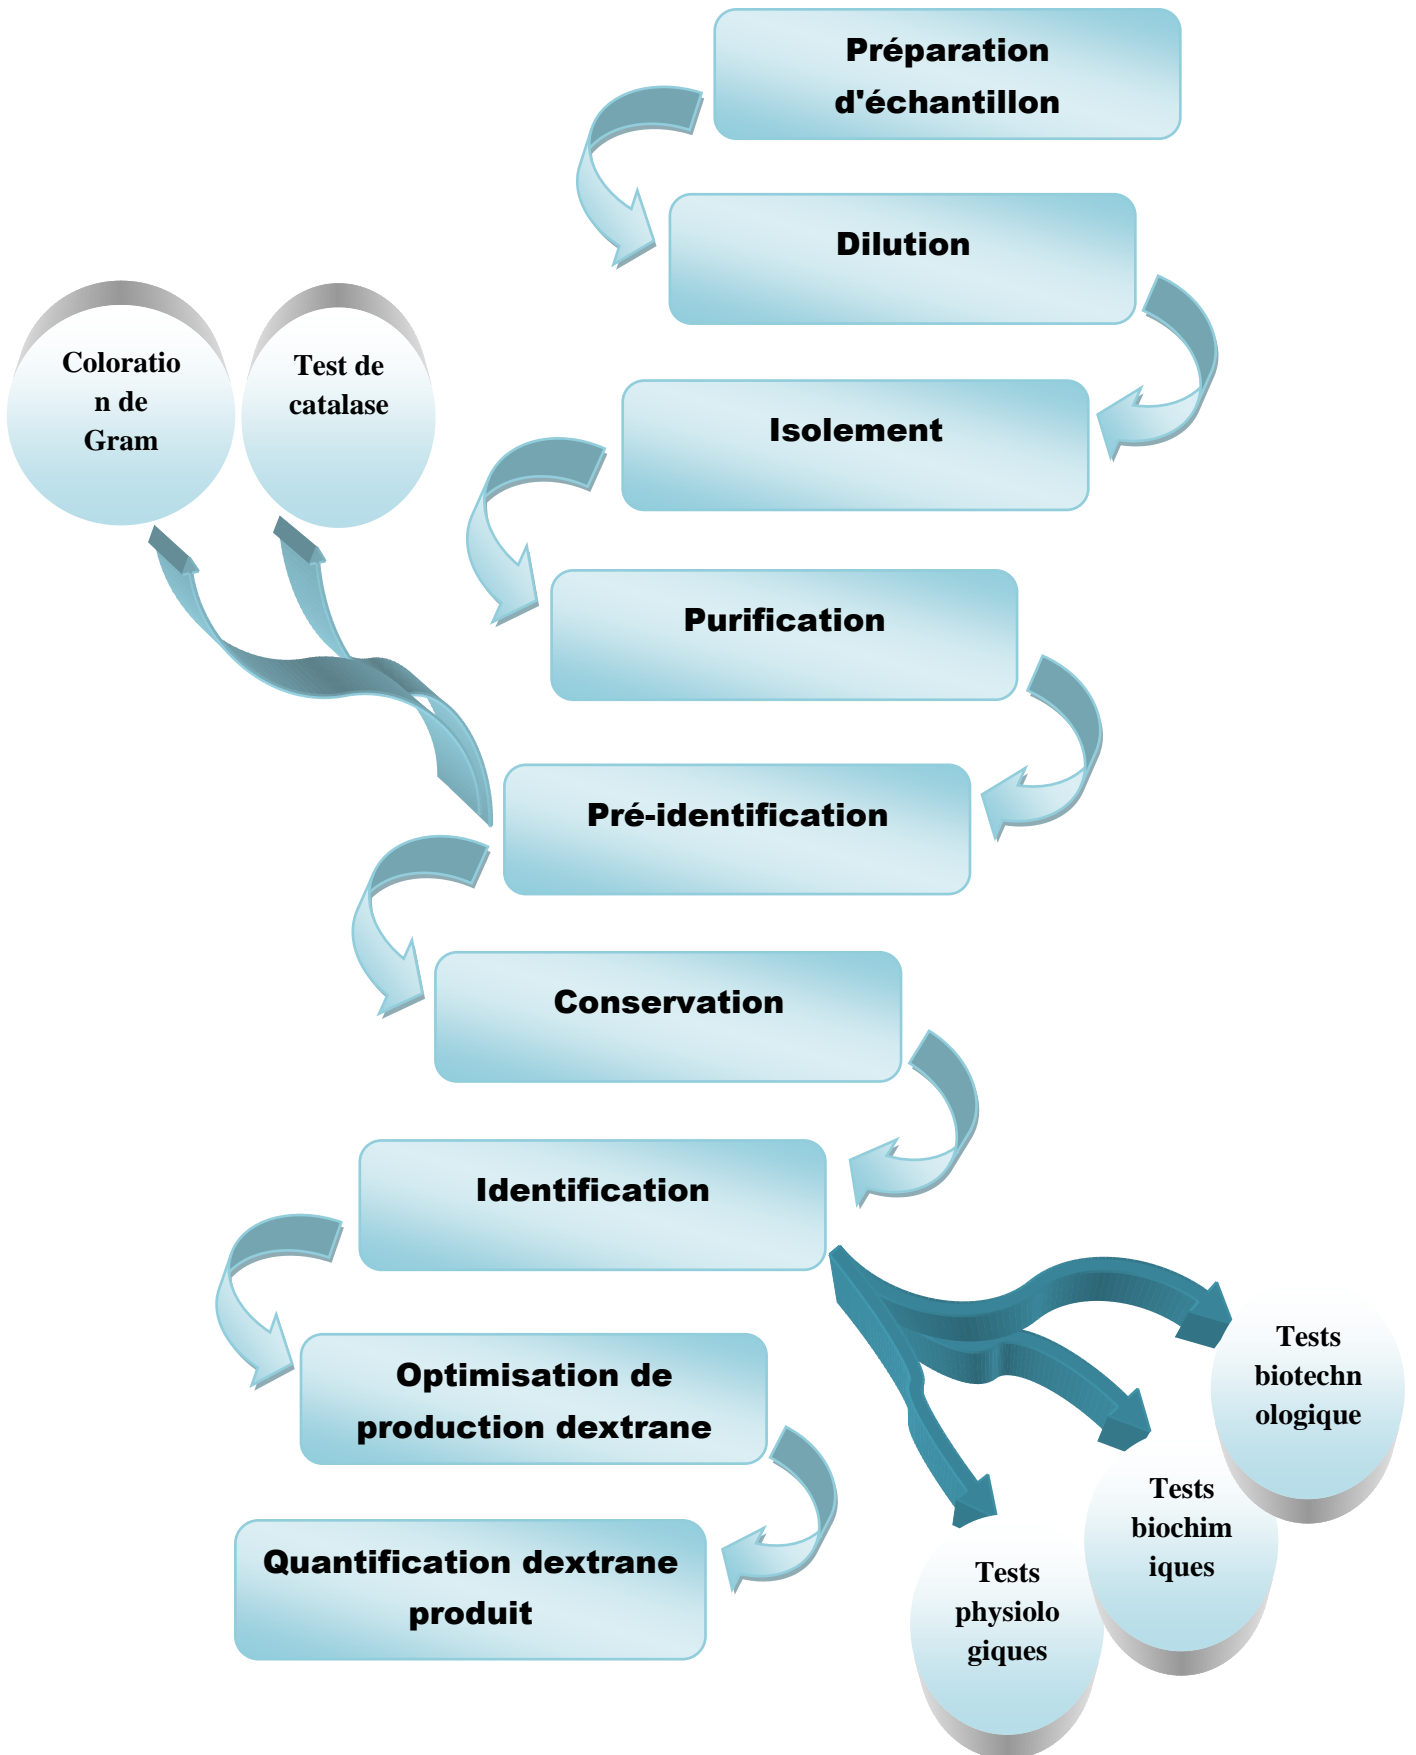 Préparation
d'échantillon
Dilution
Coloratio
n de
Gram
Test de
catalase
Isolement
Purification
Pré-identification
Conservation
Identification
Optimisation de
production dextrane
Tests
biotechn
ologique
Tests
biochim
iques
Quantification dextrane
produit
Tests
physiolo
giques